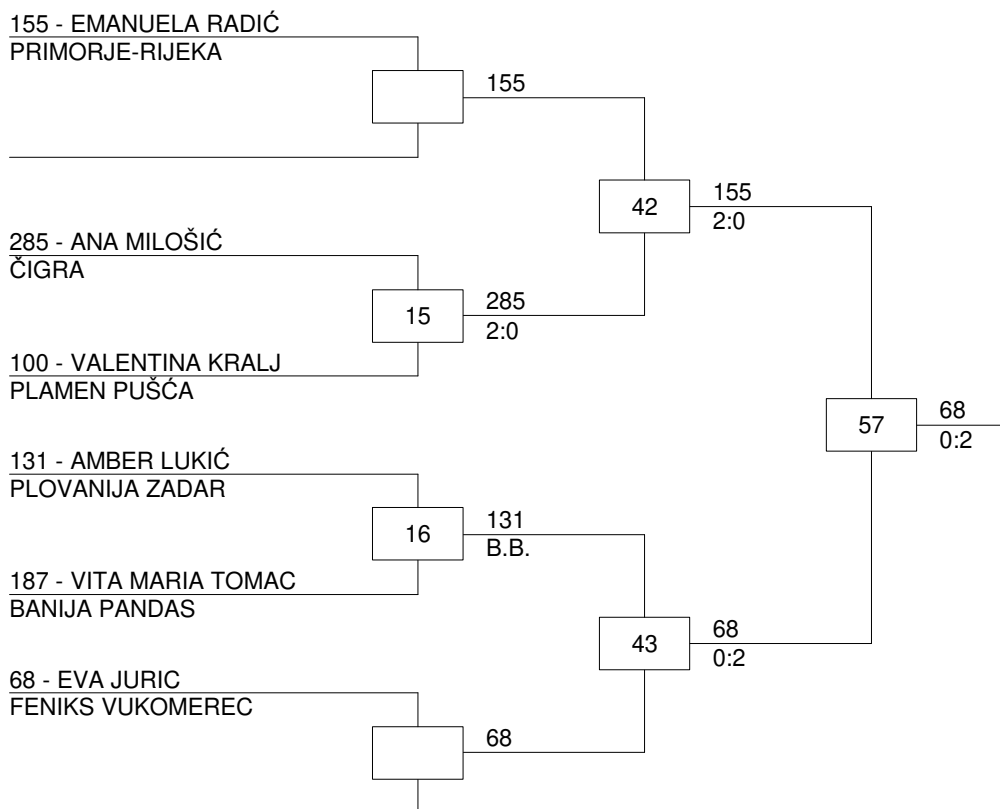 155 - EMANUELA RADIĆ
PRIMORJE-RIJEKA
155
42
155
2:0
285 - ANA MILOŠIĆ
ČIGRA
15
285
2:0
100 - VALENTINA KRALJ
PLAMEN PUŠĆA
57
68
0:2
131 - AMBER LUKIĆ
PLOVANIJA ZADAR
16
131
B.B.
187 - VITA MARIA TOMAC
BANIJA PANDAS
43
68
0:2
68 - EVA JURIC
FENIKS VUKOMEREC
68